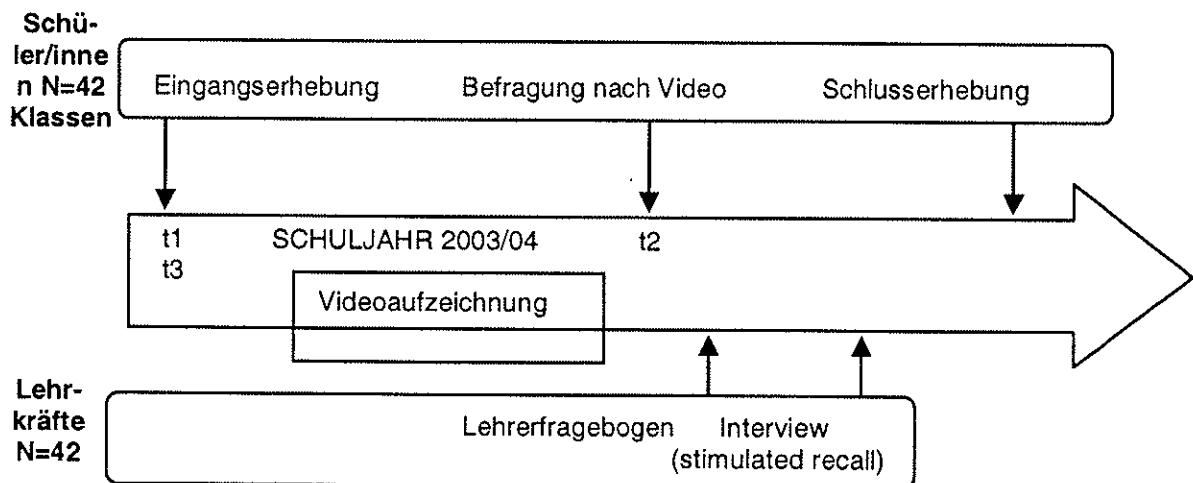 Schü-
ler/inne
n N=42
Klassen
Eingangserhebung Befragung nach Video Schlusserhebung
t1 SCHULJAHR 2003/04 t2
t3
Videoaufzeichnung
Lehr-
kräfte
N=42
Lehrerfragebogen Interview
(stimulated recall)